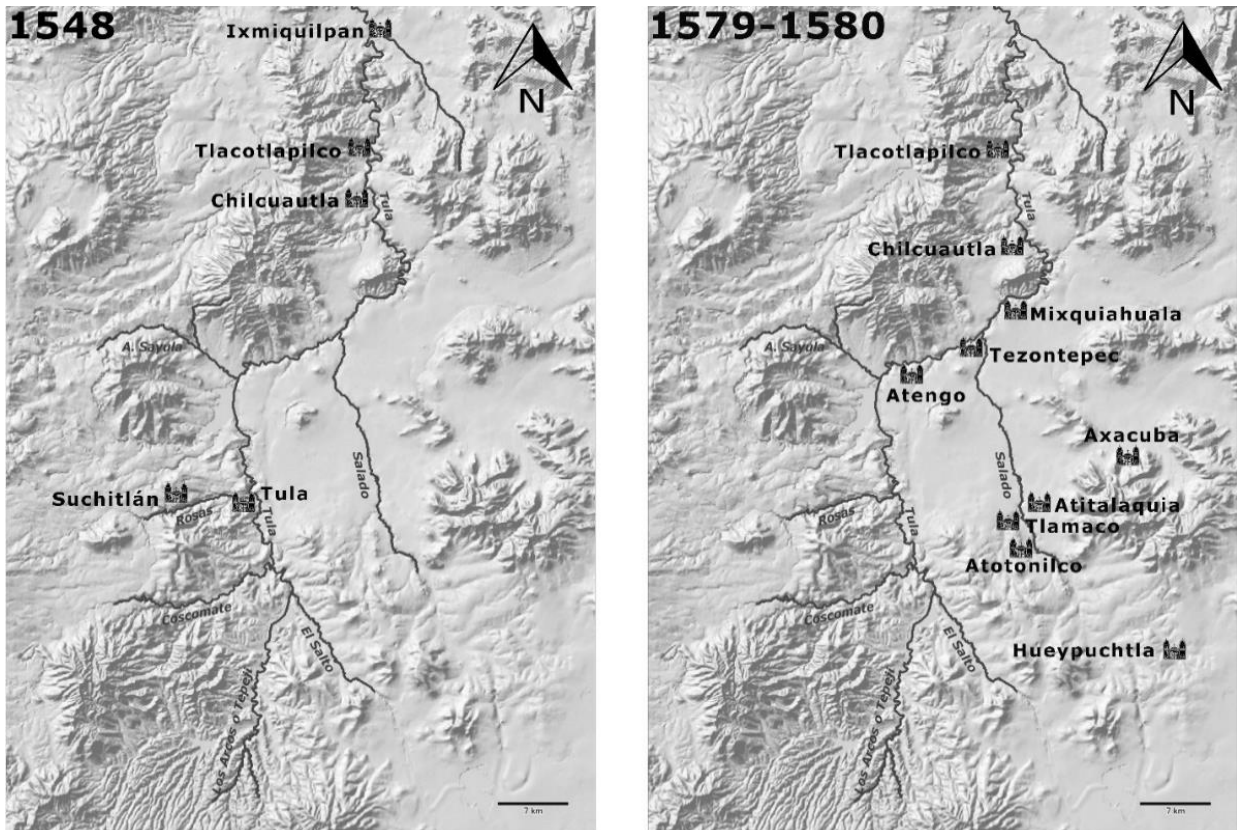 1548
Ixmiquilpan
N
Tlacotlapilco
Chilcuautla
Tula
A. Sayula
Salado
Suchitlán
Tula
Rosas
Tula
Coscomate
El Salto
Los Arcos o Tepeji
7 km
1579-1580
N
Tlacotlapilco
Tula
Chilcuautla
Mixquiahuala
A. Sayula
Tezontepec
Atengo
Axacuba
Salado
Atitalaquia
Rosas
Tula
Tlamaco
Atotonilco
Coscomate
El Salto
Hueypuchtla
Los Arcos o Tepeji
7 km